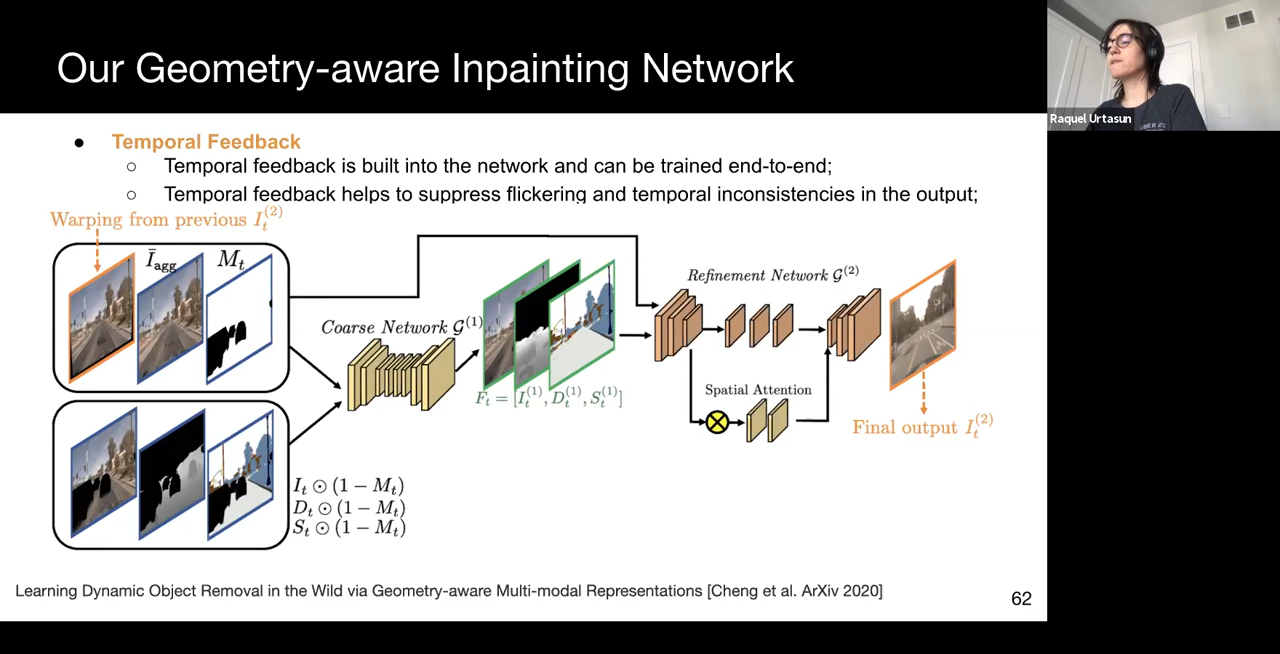 Our Geometry-aware Inpainting Network
Raquel Urtasun
● Temporal Feedback
○ Temporal feedback is built into the network and can be trained end-to-end;
○ Temporal feedback helps to suppress flickering and temporal inconsistencies in the output;
Warping from previous I_t^(2)
Ī_agg M_t
Coarse Network G^(1)
Refinement Network G^(2)
F_t = [I_t^(1), D_t^(1), S_t^(1)]
Spatial Attention
Final output I_t^(2)
I_t ⊙ (1 − M_t)
D_t ⊙ (1 − M_t)
S_t ⊙ (1 − M_t)
Learning Dynamic Object Removal in the Wild via Geometry-aware Multi-modal Representations [Cheng et al. ArXiv 2020]
62